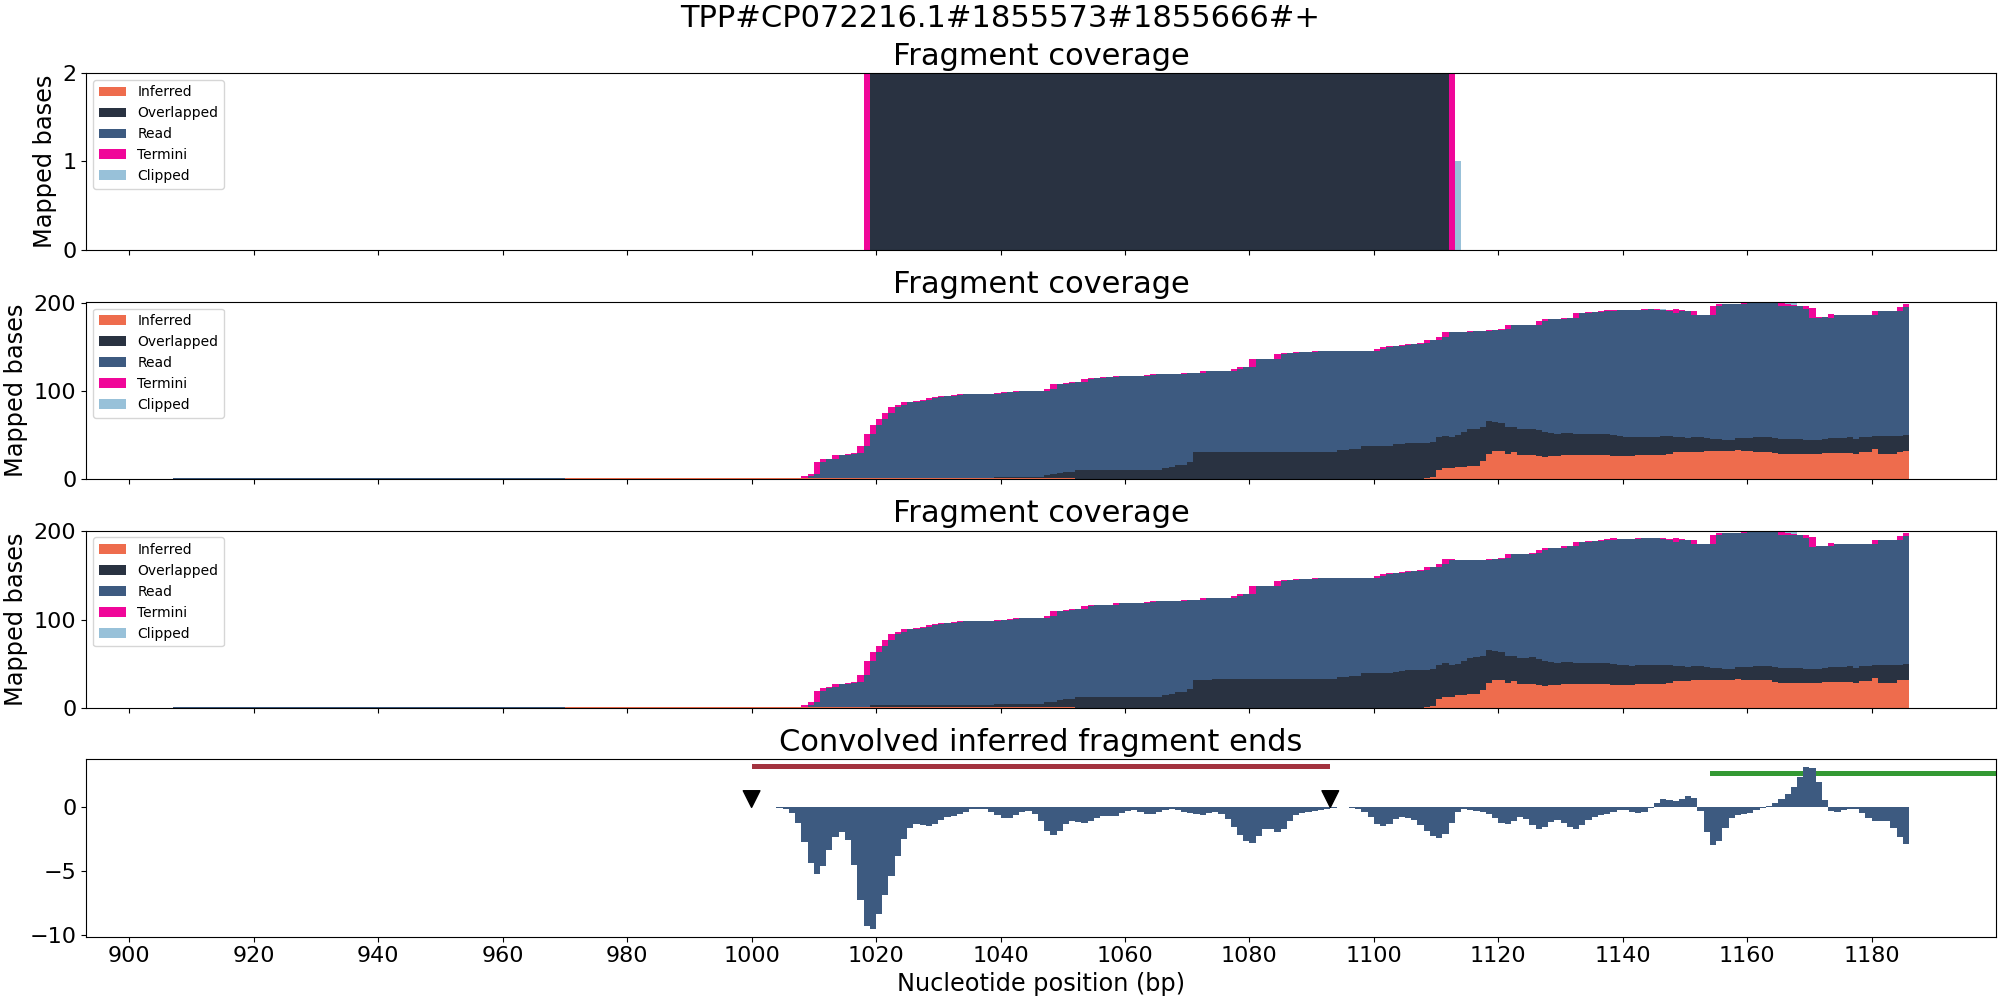 TPP#CP072216.1#1855573#1855666#+
Fragment coverage
Mapped bases
2
1
0
Inferred
Overlapped
Read
Termini
Clipped
Fragment coverage
Mapped bases
200
100
0
Inferred
Overlapped
Read
Termini
Clipped
Fragment coverage
Mapped bases
200
100
0
Inferred
Overlapped
Read
Termini
Clipped
Convolved inferred fragment ends
0
−5
−10
900 920 940 960 980 1000 1020 1040 1060 1080 1100 1120 1140 1160 1180
Nucleotide position (bp)